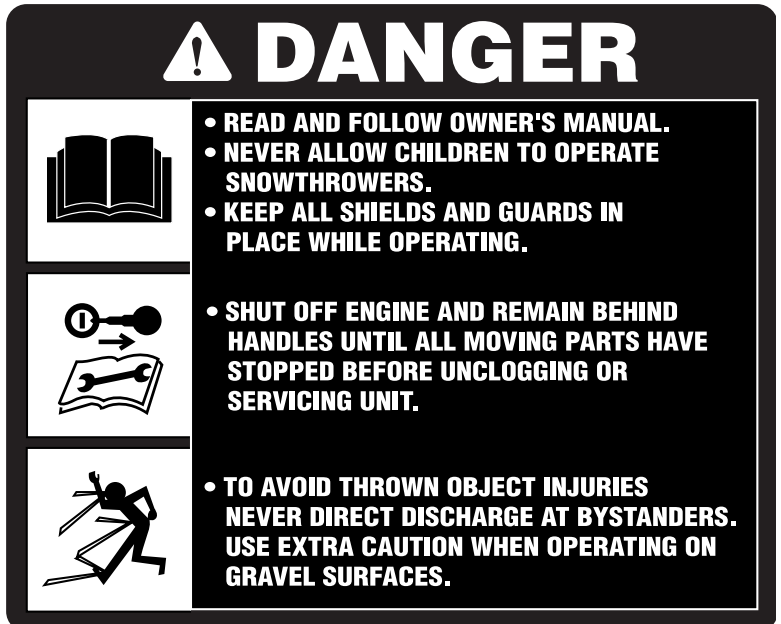 DANGER
• READ AND FOLLOW OWNER'S MANUAL.
• NEVER ALLOW CHILDREN TO OPERATE
SNOWTHROWERS.
• KEEP ALL SHIELDS AND GUARDS IN
PLACE WHILE OPERATING.
• SHUT OFF ENGINE AND REMAIN BEHIND
HANDLES UNTIL ALL MOVING PARTS HAVE
STOPPED BEFORE UNCLOGGING OR
SERVICING UNIT.
• TO AVOID THROWN OBJECT INJURIES
NEVER DIRECT DISCHARGE AT BYSTANDERS.
USE EXTRA CAUTION WHEN OPERATING ON
GRAVEL SURFACES.